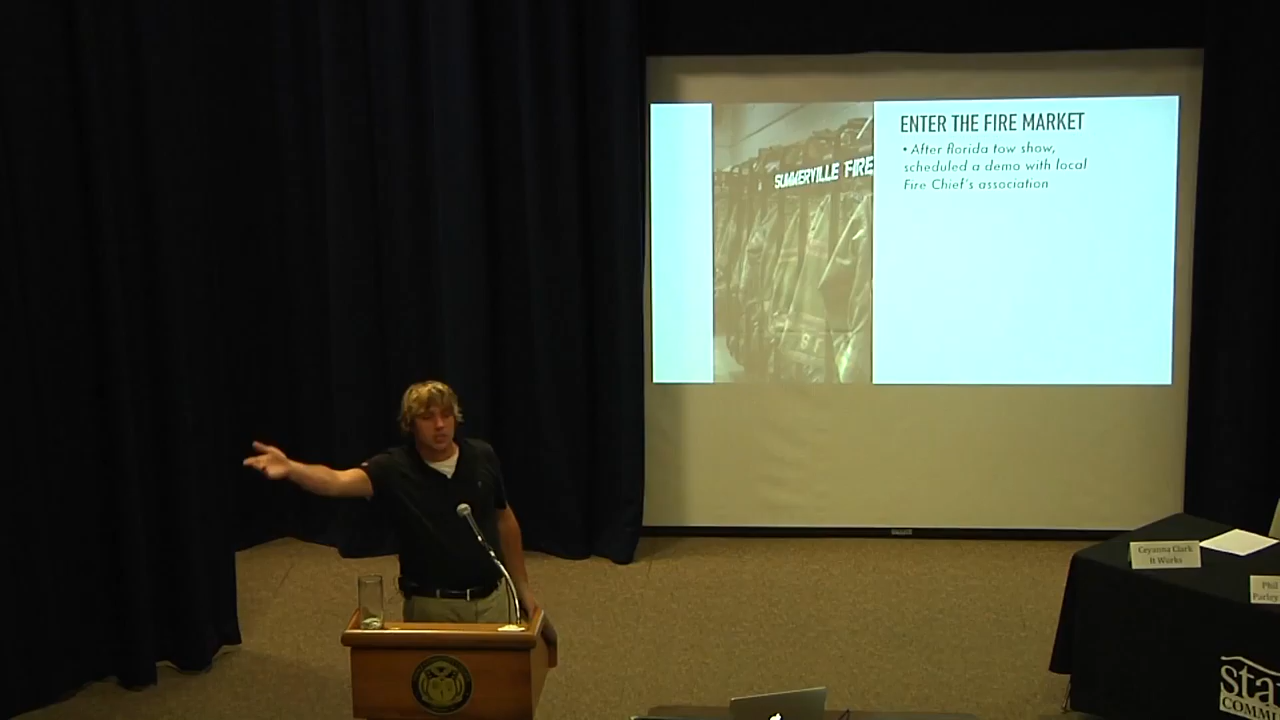 ENTER THE FIRE MARKET
• After florida tow show,
scheduled a demo with local
Fire Chief's association
SUMMERVILLE FIRE
Ceyanna Clark
It Works
Phil
Parley
sta
COMM